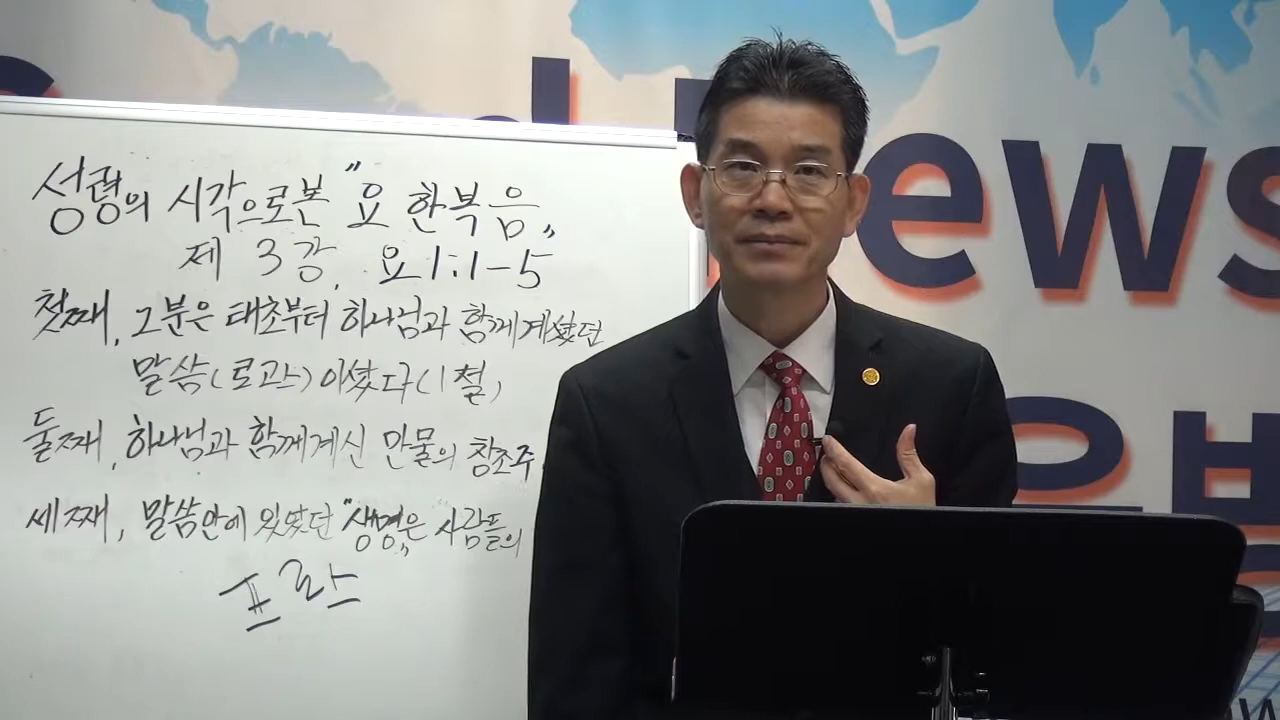 성령의 시각으로본 "요한복음"
제 3강, 요1:1-5
첫째, 그분은 태초부터 하나님과 함께계셨던
말씀(로고스)이셨다(1절)
둘째, 하나님과 함께계신 만물의 창조주
세째, 말씀안에 있었던 "생명"은 사람들의
프로스
News